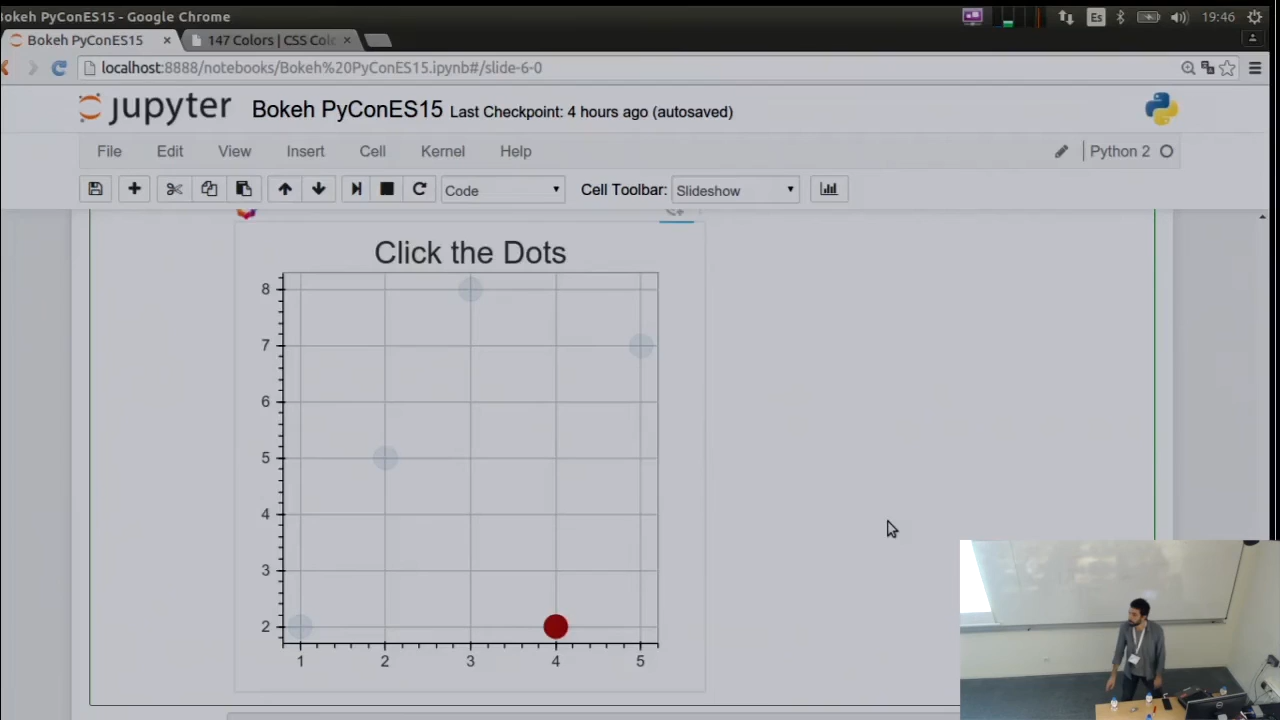 Bokeh PyConES15 - Google Chrome
Es
19:46
Bokeh PyConES15 ×
147 Colors | CSS Colo ×
localhost:8888/notebooks/Bokeh%20PyConES15.ipynb#/slide-6-0
jupyter Bokeh PyConES15 Last Checkpoint: 4 hours ago (autosaved)
File Edit View Insert Cell Kernel Help
Python 2
Code
Cell Toolbar: Slideshow
Click the Dots
8
7
6
5
4
3
2
1 2 3 4 5